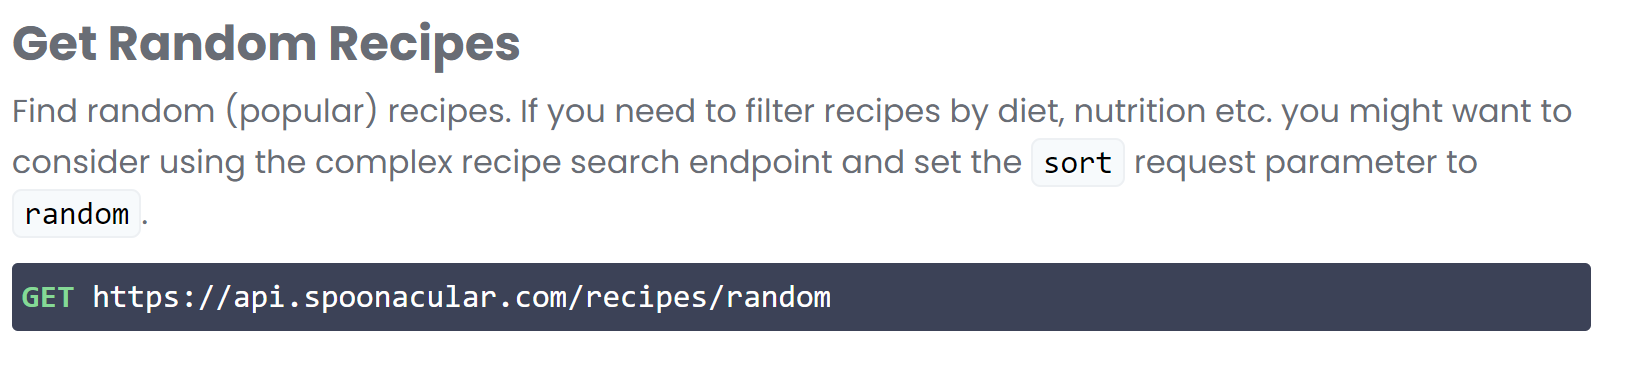 Get Random Recipes
Find random (popular) recipes. If you need to filter recipes by diet, nutrition etc. you might want to
consider using the complex recipe search endpoint and set the sort request parameter to
random.
GET https://api.spoonacular.com/recipes/random